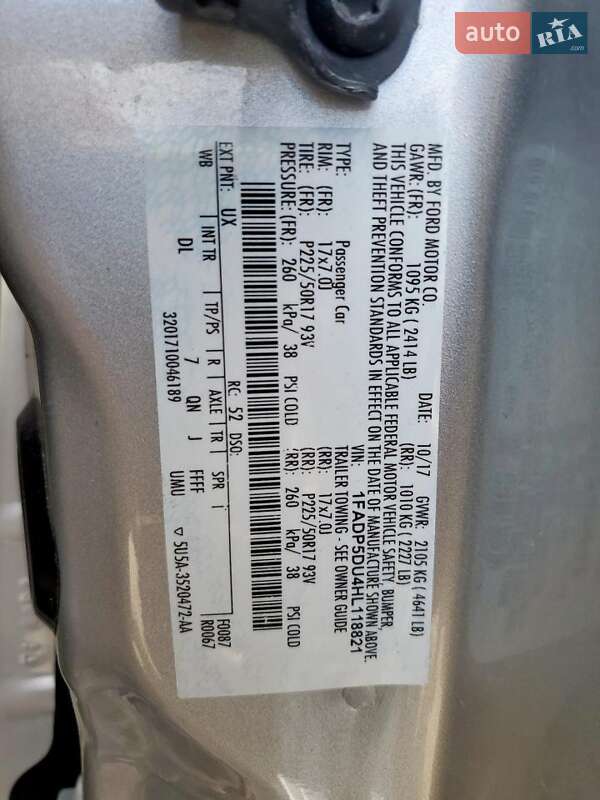 auto RIA.com
MFD. BY FORD MOTOR CO.
DATE: 10/17 GVWR: 2105 KG ( 4641 LB)
GAWR: (FR): 1095 KG ( 2414 LB) (RR): 1010 KG ( 2227 LB)
THIS VEHICLE CONFORMS TO ALL APPLICABLE FEDERAL MOTOR VEHICLE SAFETY, BUMPER,
AND THEFT PREVENTION STANDARDS IN EFFECT ON THE DATE OF MANUFACTURE SHOWN ABOVE.
VIN: 1FADP5DU4HL118821
TYPE: Passenger Car TRAILER TOWING - SEE OWNER GUIDE
RIM: (FR): 17x7.0J (RR): 17x7.0J
TIRE: (FR): P225/50R17 93V (RR): P225/50R17 93V
PRESSURE: (FR): 260 kPa/ 38 PSI COLD (RR): 260 kPa/ 38 PSI COLD
EXT PNT: UX RC: 52 DSO: F0087
R0067
WB INT TR TP/PS R AXLE TR SPR
DL 7 QN J FFFF
3201710046189 UMU ▽ 5U5A-3520472-AA